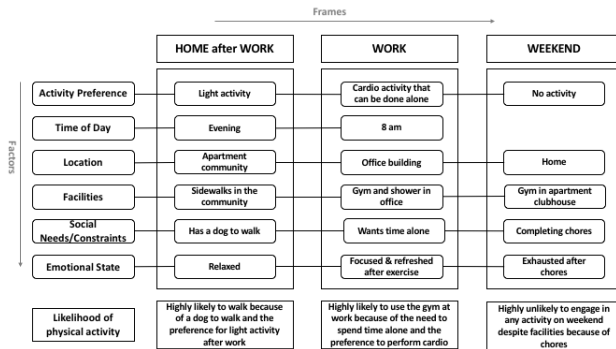 Frames
HOME after WORK
WORK
WEEKEND
Factors
Activity Preference
Light activity
Cardio activity that
can be done alone
No activity
Time of Day
Evening
8 am
Location
Apartment
community
Office building
Home
Facilities
Sidewalks in the
community
Gym and shower in
office
Gym in apartment
clubhouse
Social
Needs/Constraints
Has a dog to walk
Wants time alone
Completing chores
Emotional State
Relaxed
Focused & refreshed
after exercise
Exhausted after
chores
Likelihood of
physical activity
Highly likely to walk because
of a dog to walk and the
preference for light activity
after work
Highly likely to use the gym at
work because of the need to
spend time alone and the
preference to perform cardio
Highly unlikely to engage in
any activity on weekend
despite facilities because of
chores